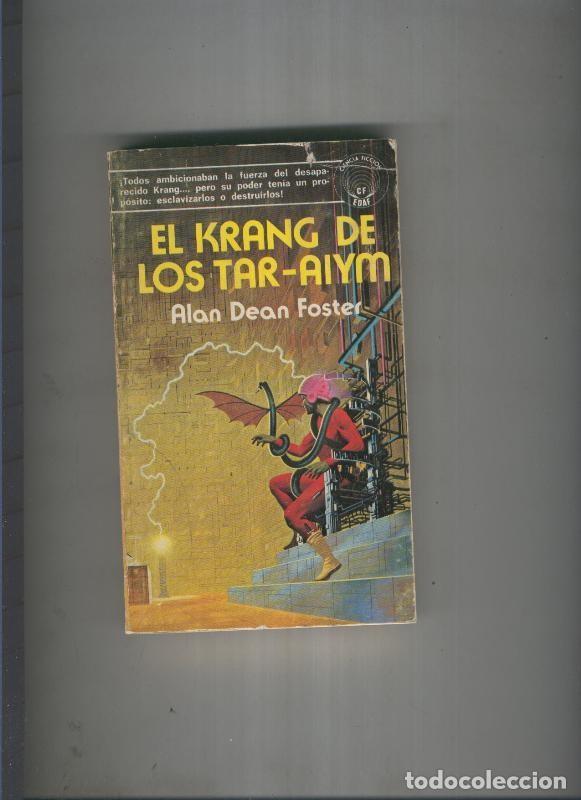 ¡Todos ambicionaban la fuerza del desapa-
recido Krang..., pero su poder tenía un pro-
pósito: esclavizarlos o destruirlos!
CIENCIA FICCION
CF
EDAF
EL KRANG DE
LOS TAR-AIYM
Alan Dean Foster
todocoleccion